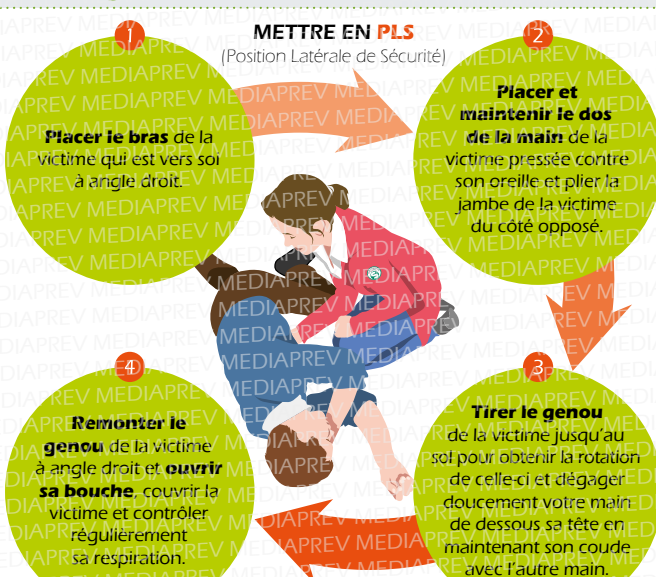 METTRE EN PLS
(Position Latérale de Sécurité)
1
Placer le bras de la
victime qui est vers soi
à angle droit.
2
Placer et
maintenir le dos
de la main de la
victime pressée contre
son oreille et plier la
jambe de la victime
du côté opposé.
3
Tirer le genou
de la victime jusqu'au
sol pour obtenir la rotation
de celle-ci et dégager
doucement votre main
de dessous sa tête en
maintenant son coude
avec l'autre main.
4
Remonter le
genou de la victime
à angle droit et ouvrir
sa bouche, couvrir la
victime et contrôler
régulièrement
sa respiration.
MEDIAPREV MEDIAPREV MEDIAPREV